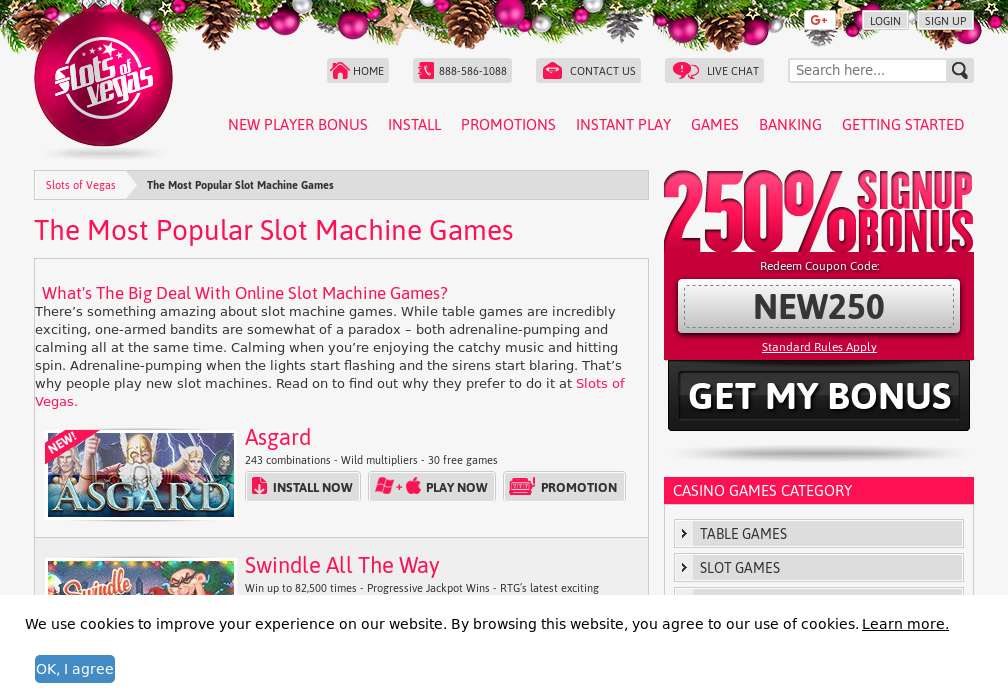 G+
LOGIN
SIGN UP
slots of vegas
HOME
888-586-1088
CONTACT US
LIVE CHAT
Search here...
NEW PLAYER BONUS
INSTALL
PROMOTIONS
INSTANT PLAY
GAMES
BANKING
GETTING STARTED
Slots of Vegas
The Most Popular Slot Machine Games
The Most Popular Slot Machine Games
What's The Big Deal With Online Slot Machine Games?
There’s something amazing about slot machine games. While table games are incredibly
exciting, one-armed bandits are somewhat of a paradox – both adrenaline-pumping and
calming all at the same time. Calming when you’re enjoying the catchy music and hitting
spin. Adrenaline-pumping when the lights start flashing and the sirens start blaring. That’s
why people play new slot machines. Read on to find out why they prefer to do it at Slots of
Vegas.
NEW!
ASGARD
Asgard
243 combinations - Wild multipliers - 30 free games
INSTALL NOW
+ PLAY NOW
PROMOTION
Swindle
Swindle All The Way
Win up to 82,500 times - Progressive Jackpot Wins - RTG’s latest exciting
250% SIGNUP BONUS
Redeem Coupon Code:
NEW250
Standard Rules Apply
GET MY BONUS
CASINO GAMES CATEGORY
TABLE GAMES
SLOT GAMES
We use cookies to improve your experience on our website. By browsing this website, you agree to our use of cookies. Learn more.
OK, I agree